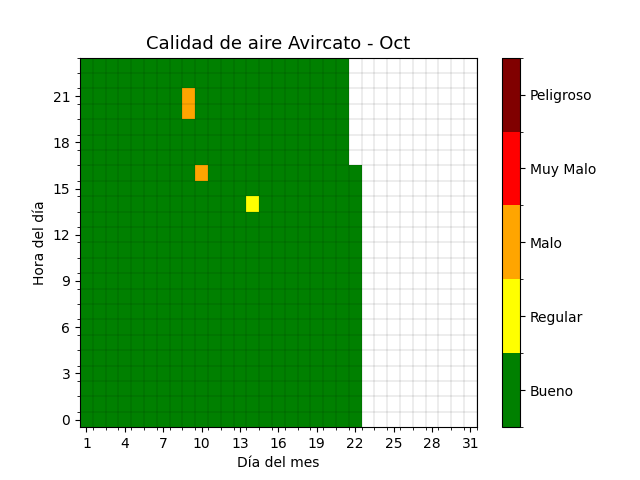 Calidad de aire Avircato - Oct
Hora del día
21
18
15
12
9
6
3
0
1 4 7 10 13 16 19 22 25 28 31
Día del mes
Peligroso
Muy Malo
Malo
Regular
Bueno